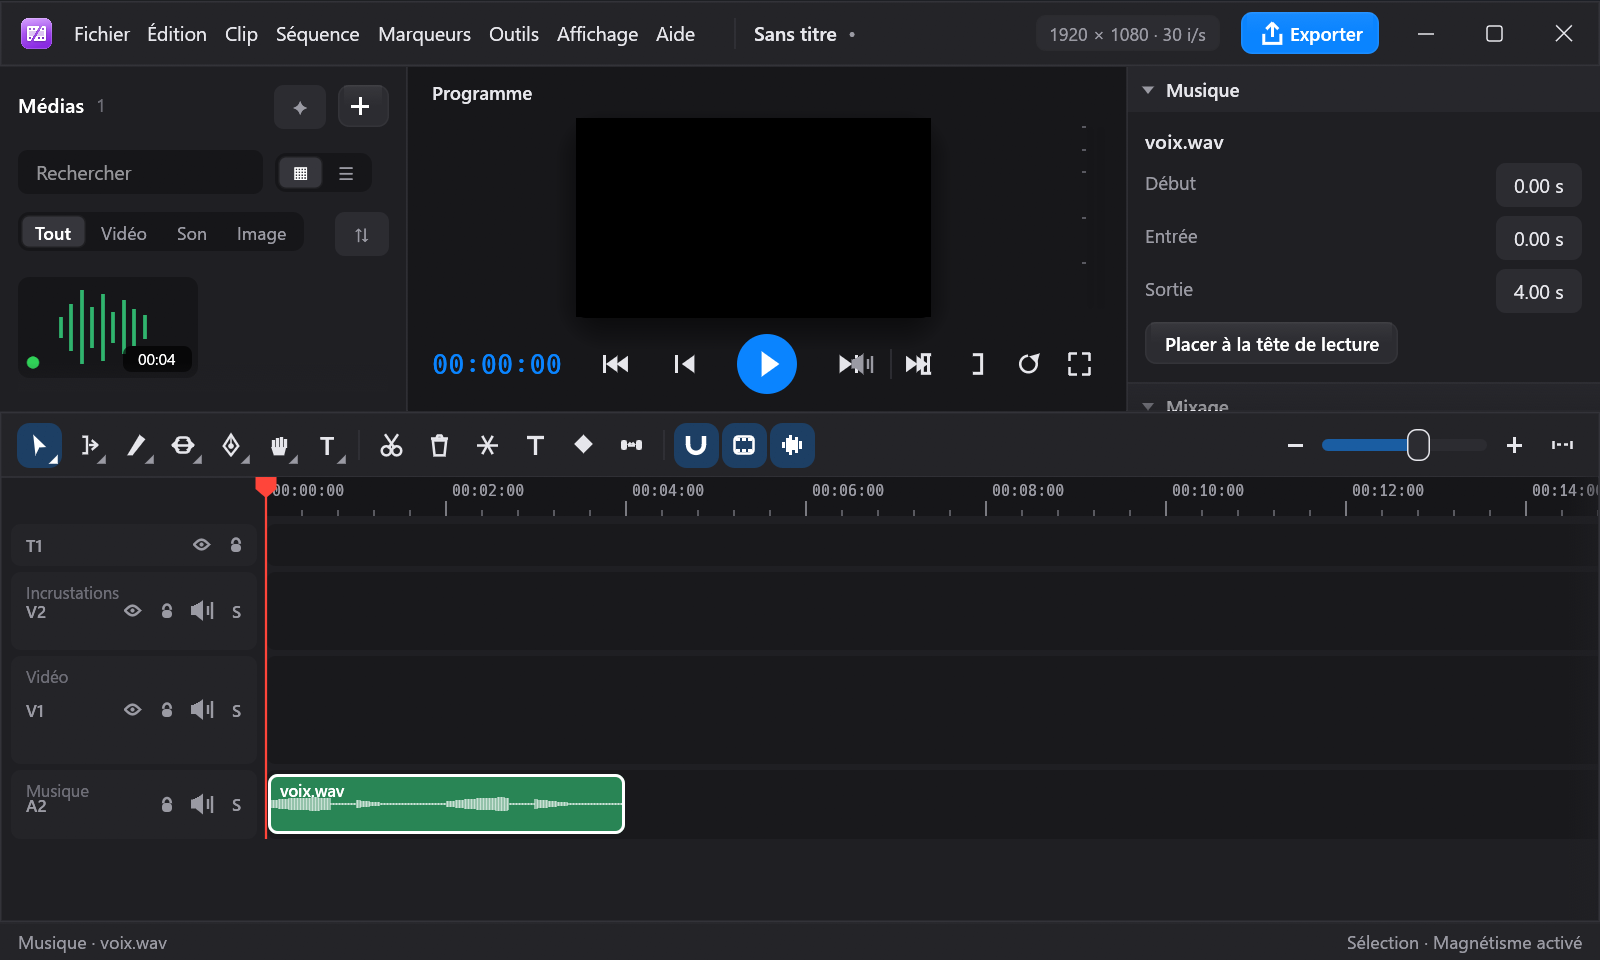 Fichier Édition Clip Séquence Marqueurs Outils Affichage Aide Sans titre • 1920 × 1080 · 30 i/s Exporter
Médias 1
Rechercher
Tout Vidéo Son Image
00:04
Programme
00:00:00:00
Musique
voix.wav
Début 0.00 s
Entrée 0.00 s
Sortie 4.00 s
Placer à la tête de lecture
Mixage
00:00:00 00:02:00 00:04:00 00:06:00 00:08:00 00:10:00 00:12:00 00:14:00
T1
Incrustations
V2 S
Vidéo
V1 S
Musique
A2 S
voix.wav
Musique · voix.wav
Sélection · Magnétisme activé